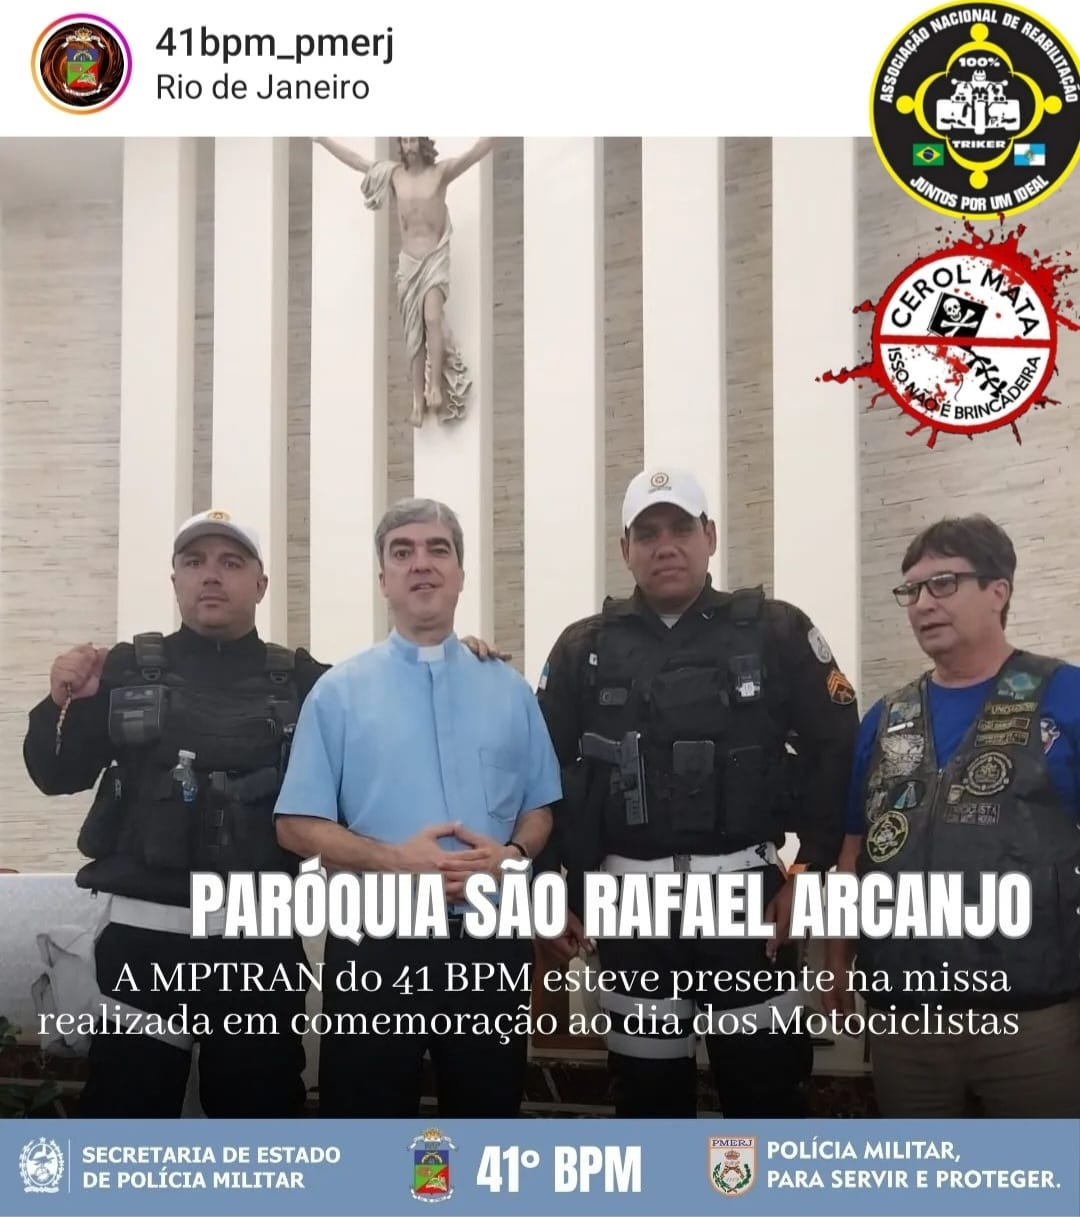 41bpm_pmerj
Rio de Janeiro
ASSOCIAÇÃO NACIONAL DE REABILITAÇÃO
100%
TRIKER
JUNTOS POR UM IDEAL
CEROL MATA
ISSO NÃO É BRINCADEIRA
PARÓQUIA SÃO RAFAEL ARCANJO
A MPTRAN do 41 BPM esteve presente na missa
realizada em comemoração ao dia dos Motociclistas
SECRETARIA DE ESTADO
DE POLÍCIA MILITAR
41º BPM
PMERJ
POLÍCIA MILITAR,
PARA SERVIR E PROTEGER.